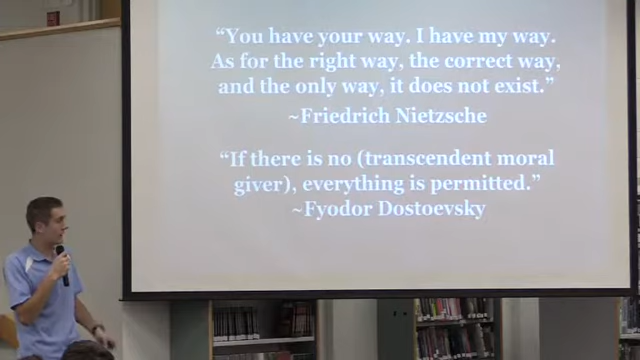 “You have your way. I have my way.
As for the right way, the correct way,
and the only way, it does not exist.”
~Friedrich Nietzsche
“If there is no (transcendent moral
giver), everything is permitted.”
~Fyodor Dostoevsky